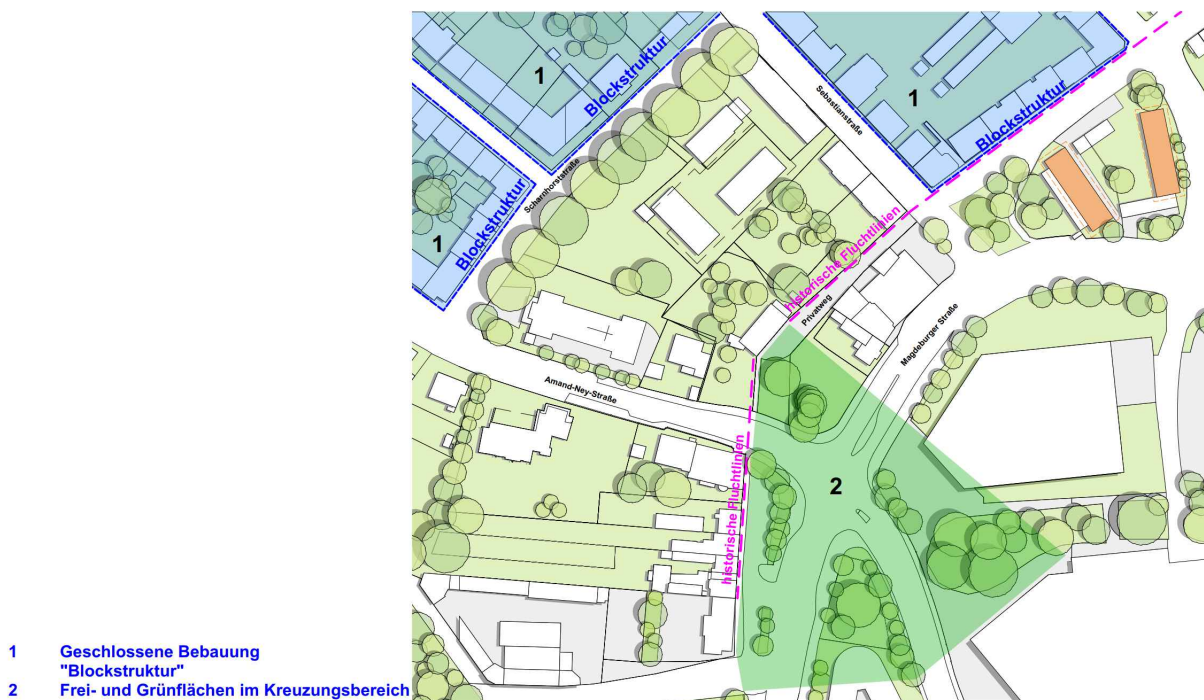 1
Blockstruktur
1
Blockstruktur
Sebastianstraße
1
Blockstruktur
Scharnhorststraße
historische Fluchtlinien
Privatweg
Magdeburger Straße
Amand-Ney-Straße
historische Fluchtlinien
2
1 Geschlossene Bebauung
"Blockstruktur"
2 Frei- und Grünflächen im Kreuzungsbereich